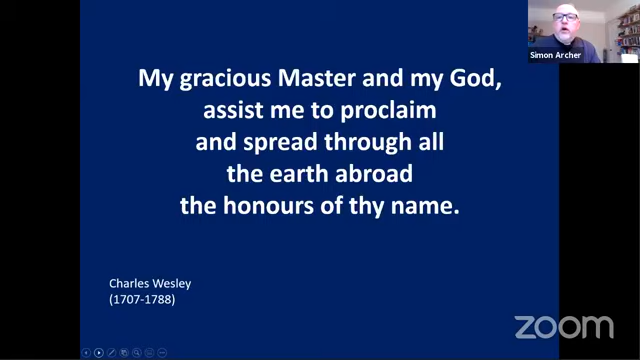 My gracious Master and my God,
assist me to proclaim
and spread through all
the earth abroad
the honours of thy name.
Charles Wesley
(1707-1788)
Simon Archer
zoom